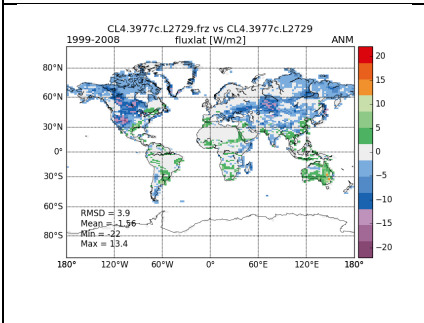 CL4.3977c.L2729.frz vs CL4.3977c.L2729
1999-2008 fluxlat [W/m2] ANM
80°N
60°N
30°N
0°
30°S
60°S
80°S
RMSD = 3.9
Mean = -1.56
Min = -22
Max = 13.4
180° 120°W 60°W 0° 60°E 120°E 180°
20
15
10
5
0
−5
−10
−15
−20